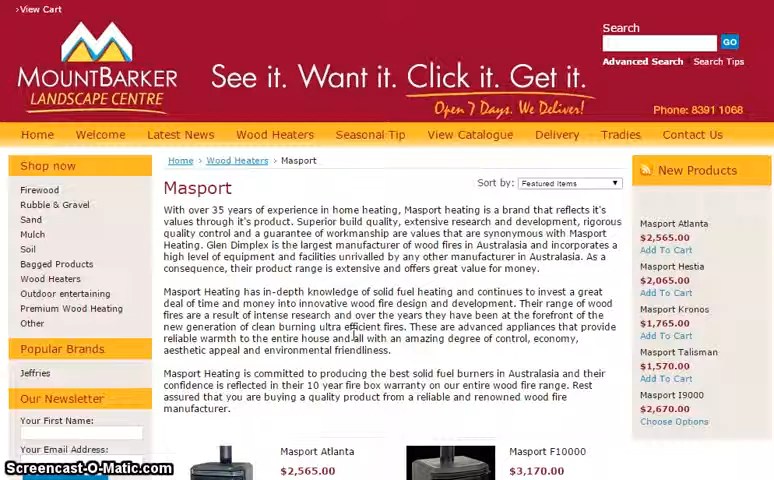 ›View Cart
Search
GO
Advanced Search | Search Tips
MOUNTBARKER
LANDSCAPE CENTRE
See it. Want it. Click it. Get it.
Open 7 Days. We Deliver!
Phone: 8391 1068
Home
Welcome
Latest News
Wood Heaters
Seasonal Tip
View Catalogue
Delivery
Tradies
Contact Us
Shop now
Firewood
Rubble & Gravel
Sand
Mulch
Soil
Bagged Products
Wood Heaters
Outdoor entertaining
Premium Wood Heating
Other
Popular Brands
Jeffries
Our Newsletter
Your First Name:
Your Email Address:
Home › Wood Heaters › Masport
Masport
Sort by: Featured Items
With over 35 years of experience in home heating, Masport heating is a brand that reflects it's
values through it's product. Superior build quality, extensive research and development, rigorous
quality control and a guarantee of workmanship are values that are synonymous with Masport
Heating. Glen Dimplex is the largest manufacturer of wood fires in Australasia and incorporates a
high level of equipment and facilities unrivalled by any other manufacturer in Australasia. As a
consequence, their product range is extensive and offers great value for money.
Masport Heating has in-depth knowledge of solid fuel heating and continues to invest a great
deal of time and money into innovative wood fire design and development. Their range of wood
fires are a result of intense research and over the years they have been at the forefront of the
new generation of clean burning ultra efficient fires. These are advanced appliances that provide
reliable warmth to the entire house and all with an amazing degree of control, economy,
aesthetic appeal and environmental friendliness.
Masport Heating is committed to producing the best solid fuel burners in Australasia and their
confidence is reflected in their 10 year fire box warranty on our entire wood fire range. Rest
assured that you are buying a quality product from a reliable and renowned wood fire
manufacturer.
Masport Atlanta
$2,565.00
Masport F10000
$3,170.00
New Products
Masport Atlanta
$2,565.00
Add To Cart
Masport Hestia
$2,065.00
Add To Cart
Masport Kronos
$1,765.00
Add To Cart
Masport Talisman
$1,570.00
Add To Cart
Masport I9000
$2,670.00
Choose Options
Screencast-O-Matic.com